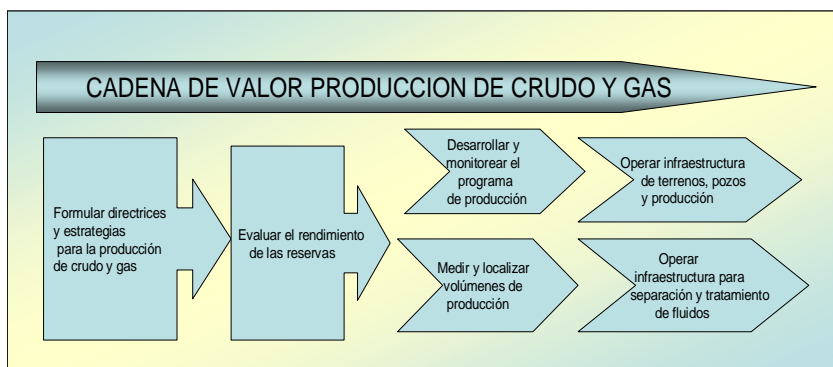 CADENA DE VALOR PRODUCCION DE CRUDO Y GAS
Formular directrices
y estrategias
para la producción
de crudo y gas
Evaluar el rendimiento
de las reservas
Desarrollar y
monitorear el
programa
de producción
Operar infraestructura
de terrenos, pozos
y producción
Medir y localizar
volúmenes de
producción
Operar
infraestructura para
separación y tratamiento
de fluidos